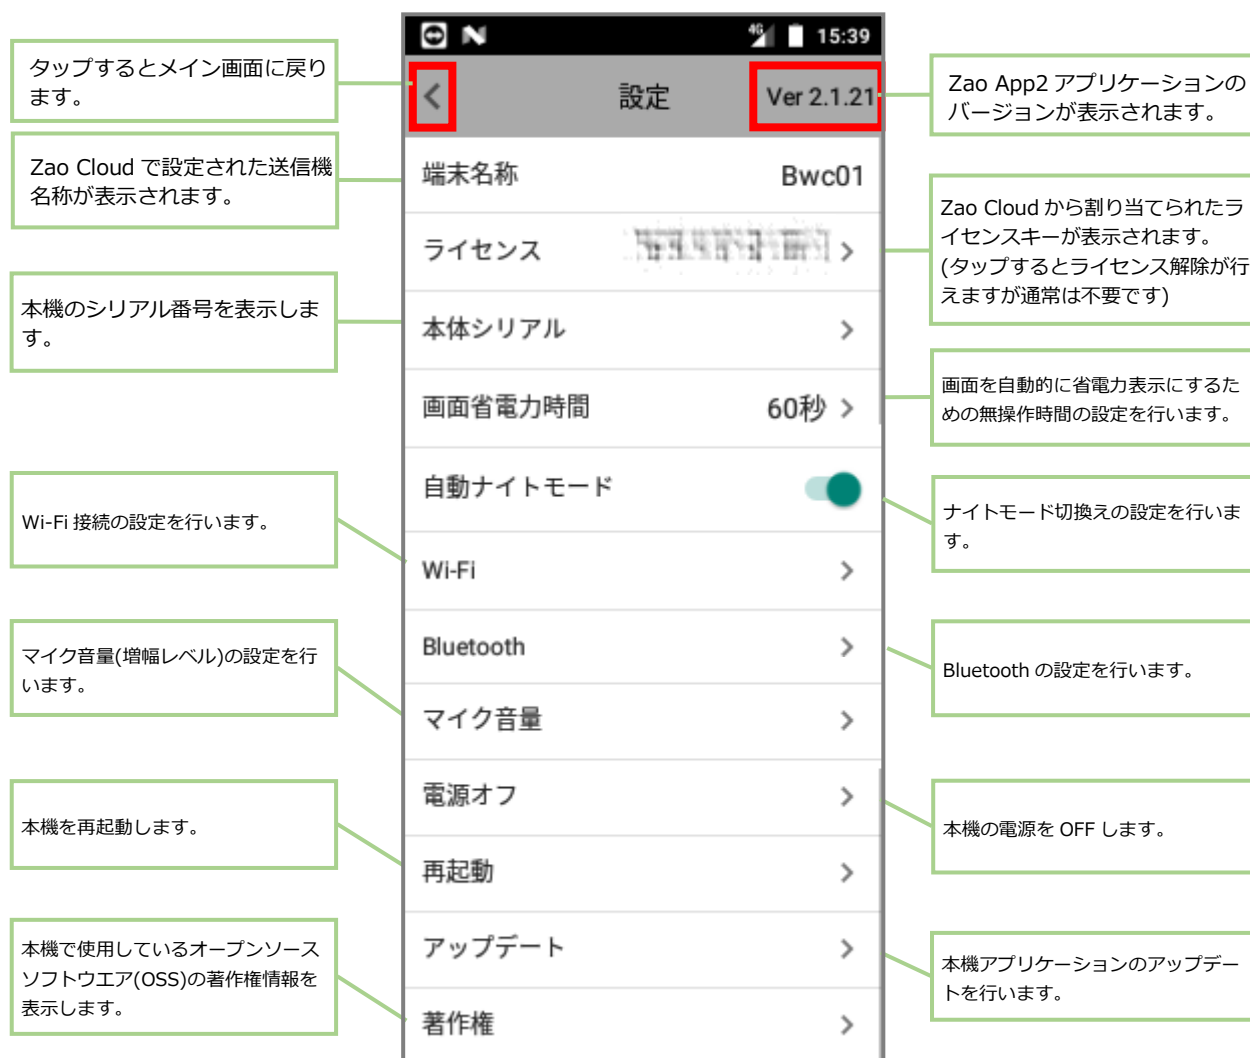 4G 15:39
設定
Ver 2.1.21
端末名称
Bwc01
ライセンス
本体シリアル
画面省電力時間
60秒
自動ナイトモード
Wi-Fi
Bluetooth
マイク音量
電源オフ
再起動
アップデート
著作権
タップするとメイン画面に戻り
ます。
Zao Cloud で設定された送信機
名称が表示されます。
本機のシリアル番号を表示しま
す。
Wi-Fi 接続の設定を行います。
マイク音量(増幅レベル)の設定を行
います。
本機を再起動します。
本機で使用しているオープンソース
ソフトウエア(OSS)の著作権情報を
表示します。
Zao App2 アプリケーションの
バージョンが表示されます。
Zao Cloud から割り当てられたラ
イセンスキーが表示されます。
(タップするとライセンス解除が行
えますが通常は不要です)
画面を自動的に省電力表示にするた
めの無操作時間の設定を行います。
ナイトモード切換えの設定を行いま
す。
Bluetooth の設定を行います。
本機の電源を OFF します。
本機アプリケーションのアップデー
トを行います。